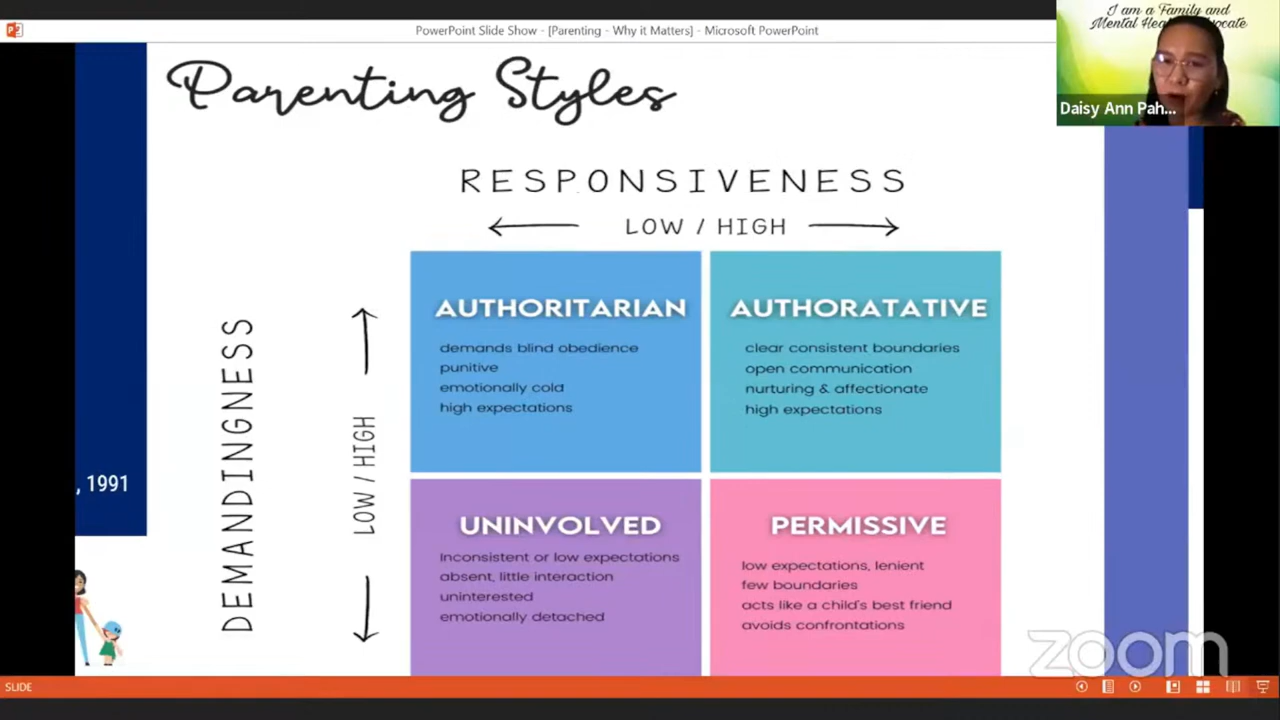 PowerPoint Slide Show - [Parenting - Why it Matters] - Microsoft PowerPoint
I am a Family and
Mental Health Advocate
Daisy Ann Pah...
Parenting Styles
RESPONSIVENESS
LOW / HIGH
DEMANDINGNESS
LOW / HIGH
AUTHORITARIAN
demands blind obedience
punitive
emotionally cold
high expectations
AUTHORATATIVE
clear consistent boundaries
open communication
nurturing & affectionate
high expectations
, 1991
UNINVOLVED
Inconsistent or low expectations
absent, little interaction
uninterested
emotionally detached
PERMISSIVE
low expectations, lenient
few boundaries
acts like a child's best friend
avoids confrontations
zoom
SLIDE